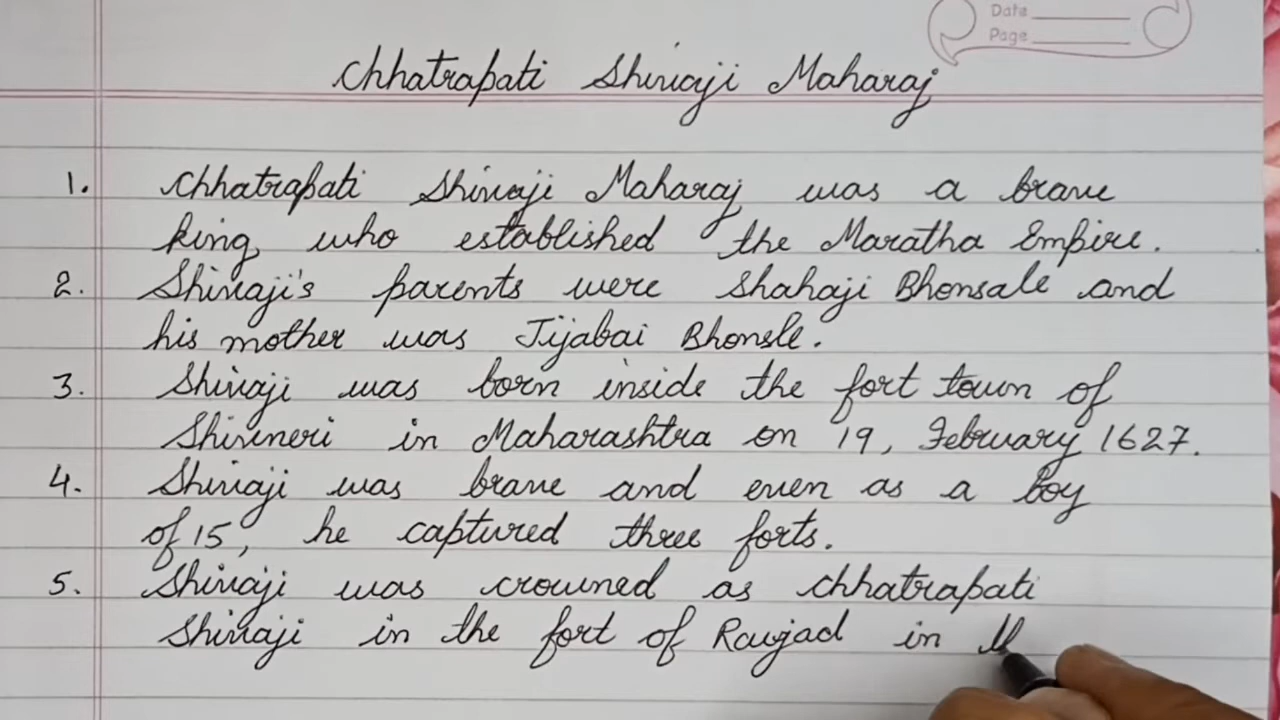 Date
Page
Chhatrapati Shivaji Maharaj
1. Chhatrapati Shivaji Maharaj was a brave
king who established the Maratha Empire.
2. Shivaji's parents were Shahaji Bhonsale and
his mother was Jijabai Bhonsle.
3. Shivaji was born inside the fort town of
Shivneri in Maharashtra on 19, February 1627.
4. Shivaji was brave and even as a boy
of 15, he captured three forts.
5. Shivaji was crowned as Chhatrapati
Shivaji in the fort of Raigad in M